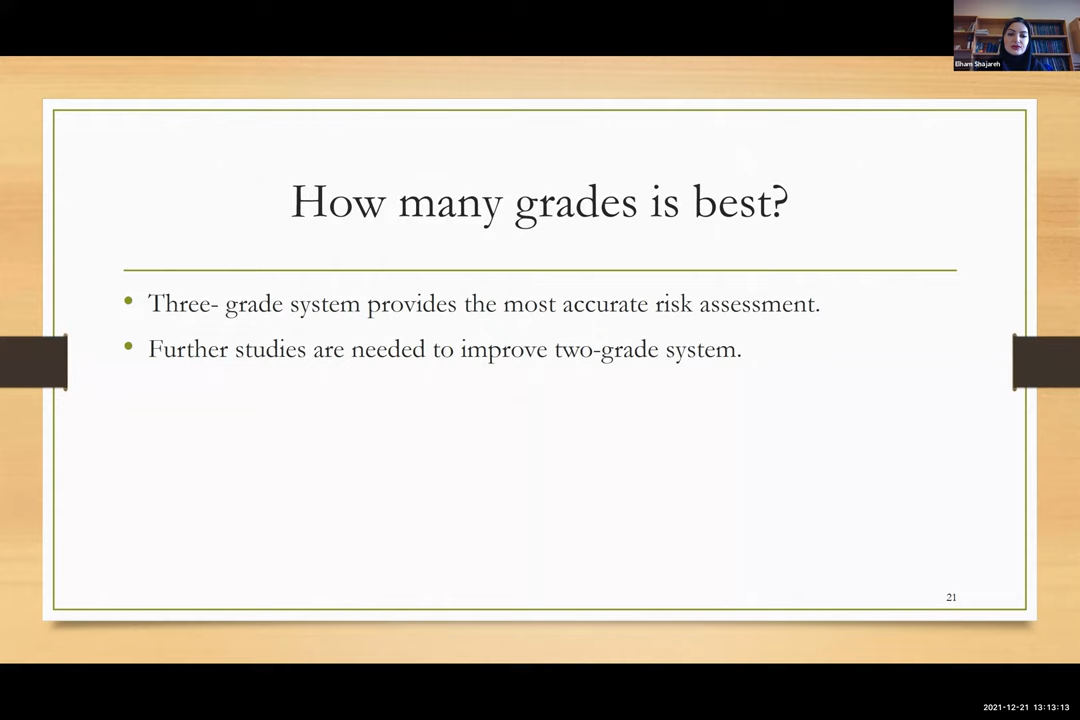 Elham Shajareh
How many grades is best?
• Three- grade system provides the most accurate risk assessment.
• Further studies are needed to improve two-grade system.
21
2021-12-21 13:13:13